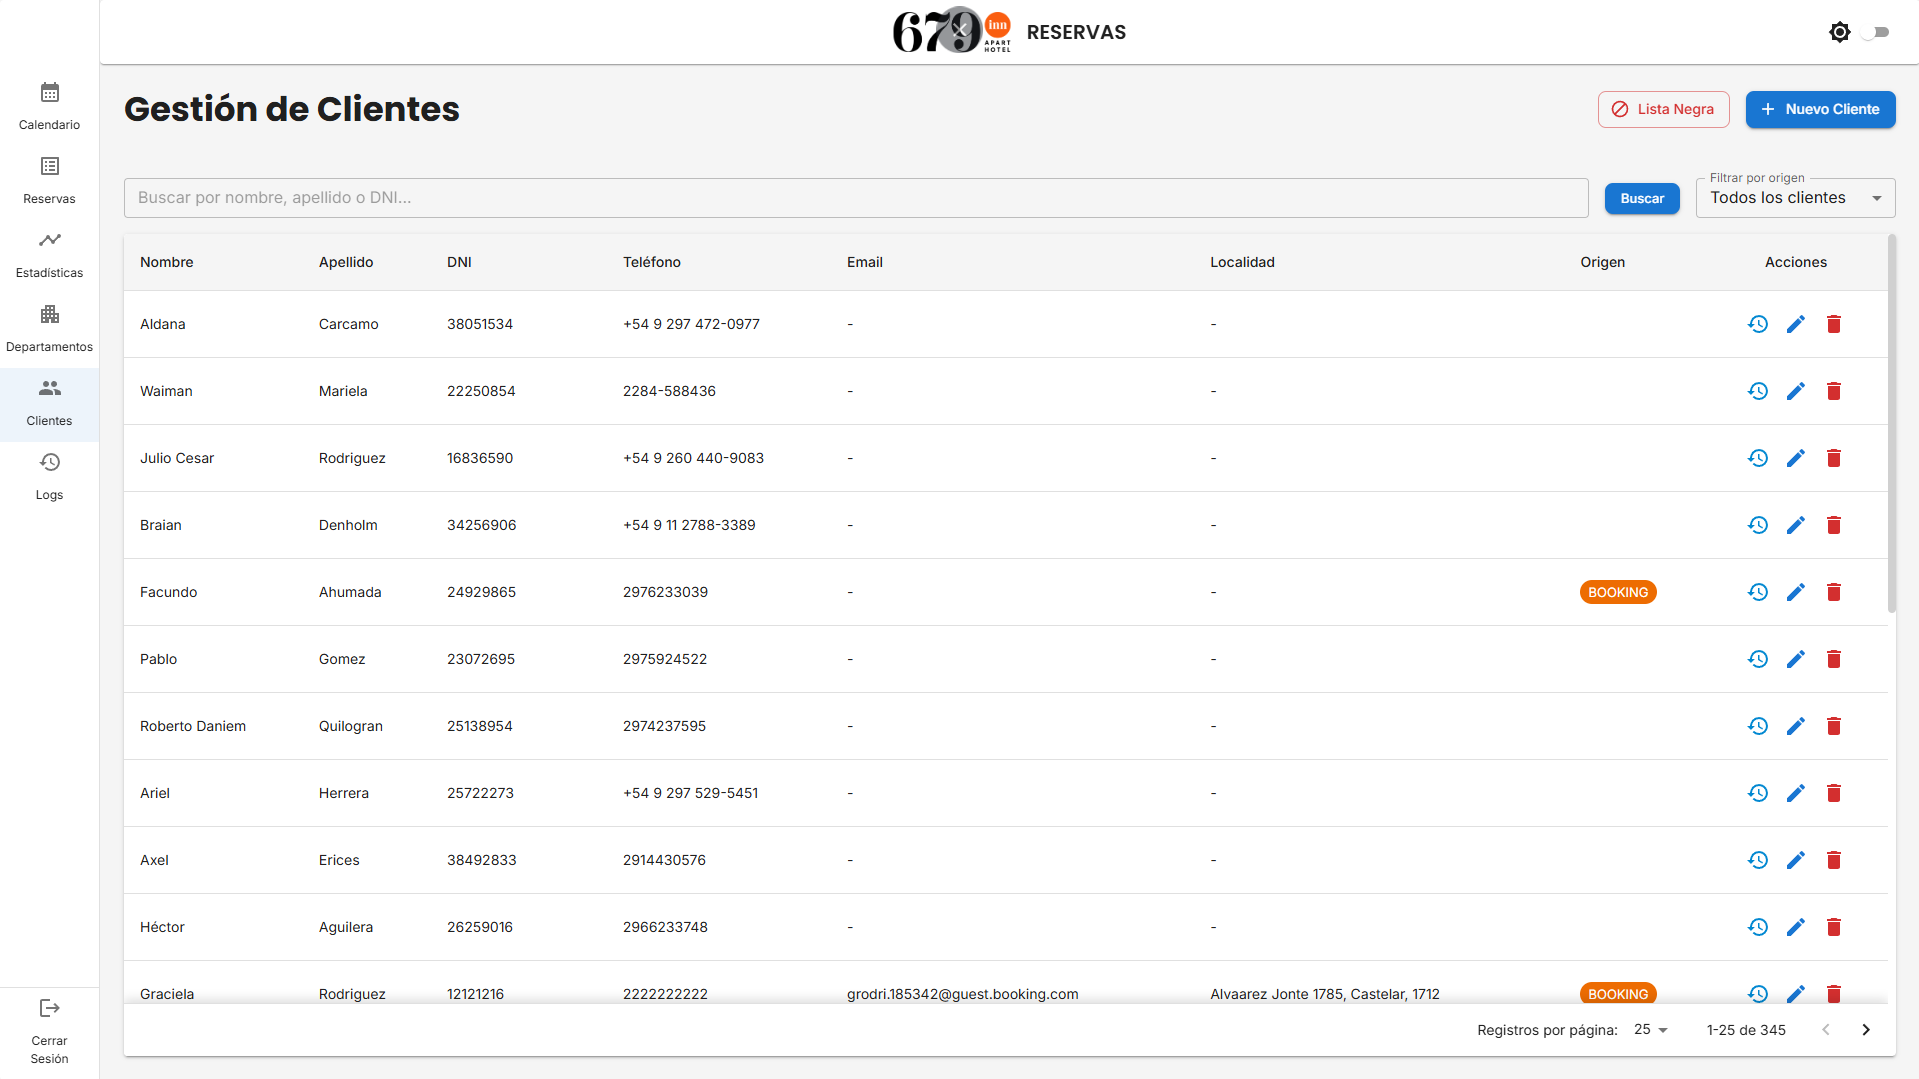 679 inn APART HOTEL RESERVAS
Calendario
Reservas
Estadísticas
Departamentos
Clientes
Logs
Cerrar
Sesión
Gestión de Clientes
Lista Negra
Nuevo Cliente
Buscar por nombre, apellido o DNI...
Buscar
Filtrar por origen
Todos los clientes
Nombre Apellido DNI Teléfono Email Localidad Origen Acciones
Aldana Carcamo 38051534 +54 9 297 472-0977 - -
Waiman Mariela 22250854 2284-588436 - -
Julio Cesar Rodriguez 16836590 +54 9 260 440-9083 - -
Braian Denholm 34256906 +54 9 11 2788-3389 - -
Facundo Ahumada 24929865 2976233039 - - BOOKING
Pablo Gomez 23072695 2975924522 - -
Roberto Daniem Quilogran 25138954 2974237595 - -
Ariel Herrera 25722273 +54 9 297 529-5451 - -
Axel Erices 38492833 2914430576 - -
Héctor Aguilera 26259016 2966233748 - -
Graciela Rodriguez 12121216 2222222222 grodri.185342@guest.booking.com Alvaarez Jonte 1785, Castelar, 1712 BOOKING
Registros por página: 25 1-25 de 345